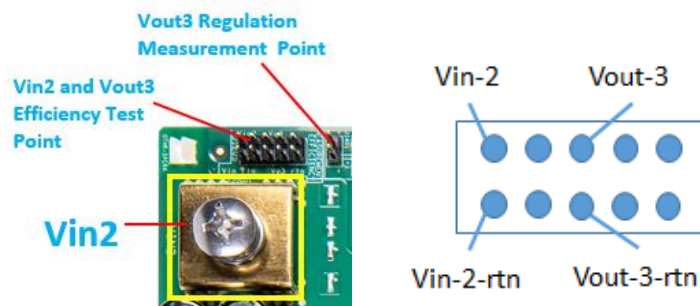 Vout3 Regulation
Measurement Point
Vin2 and Vout3
Efficiency Test
Point
Vin2
Vin-2
Vout-3
Vin-2-rtn
Vout-3-rtn